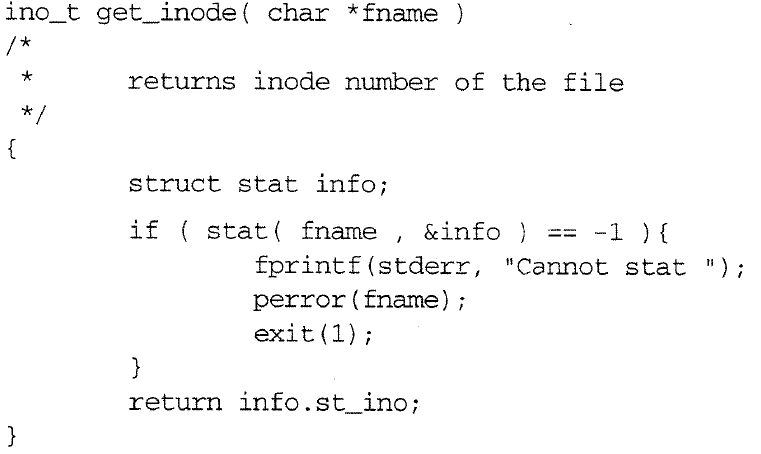 ino_t get_inode( char *fname )
/*
 *      returns inode number of the file
 */
{
        struct stat info;
        if ( stat( fname , &info ) == -1 ){
                fprintf(stderr, "Cannot stat ");
                perror(fname);
                exit(1);
        }
        return info.st_ino;
}